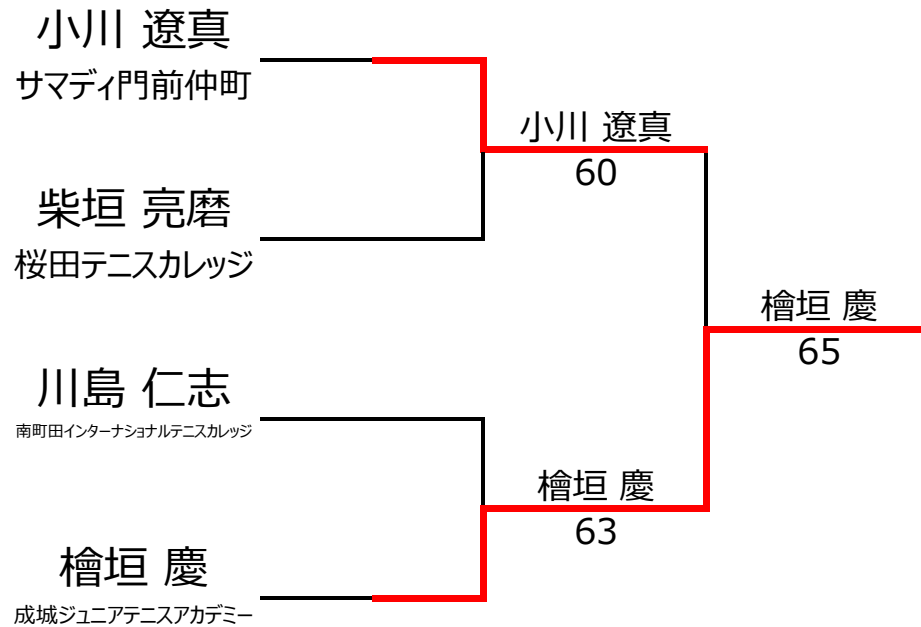 小川 遼真
サマディ門前仲町
小川 遼真
60
柴垣 亮磨
桜田テニスカレッジ
檜垣 慶
65
川島 仁志
南町田インターナショナルテニスカレッジ
檜垣 慶
63
檜垣 慶
成城ジュニアテニスアカデミー